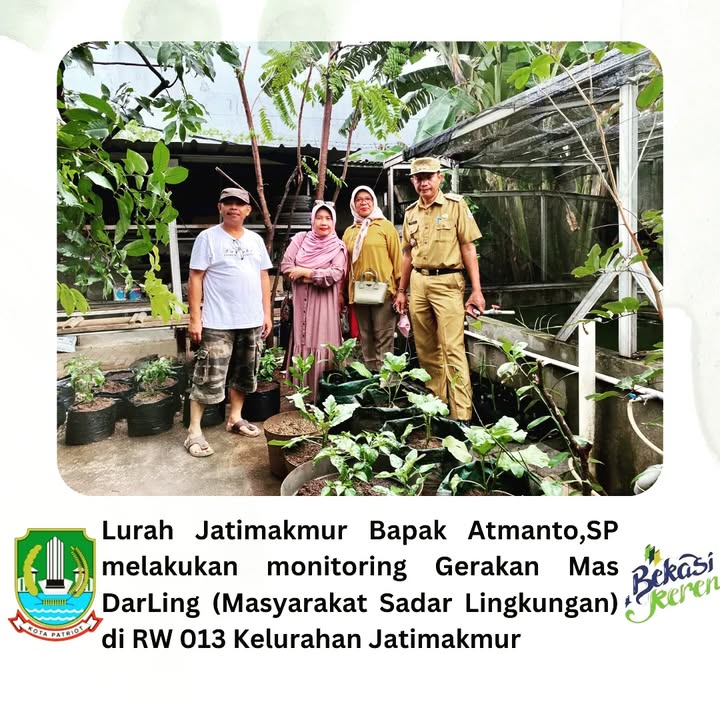 Lurah Jatimakmur Bapak Atmanto,SP
melakukan monitoring Gerakan Mas
DarLing (Masyarakat Sadar Lingkungan)
di RW 013 Kelurahan Jatimakmur
KOTA PATRIOT
Bekasi
Keren